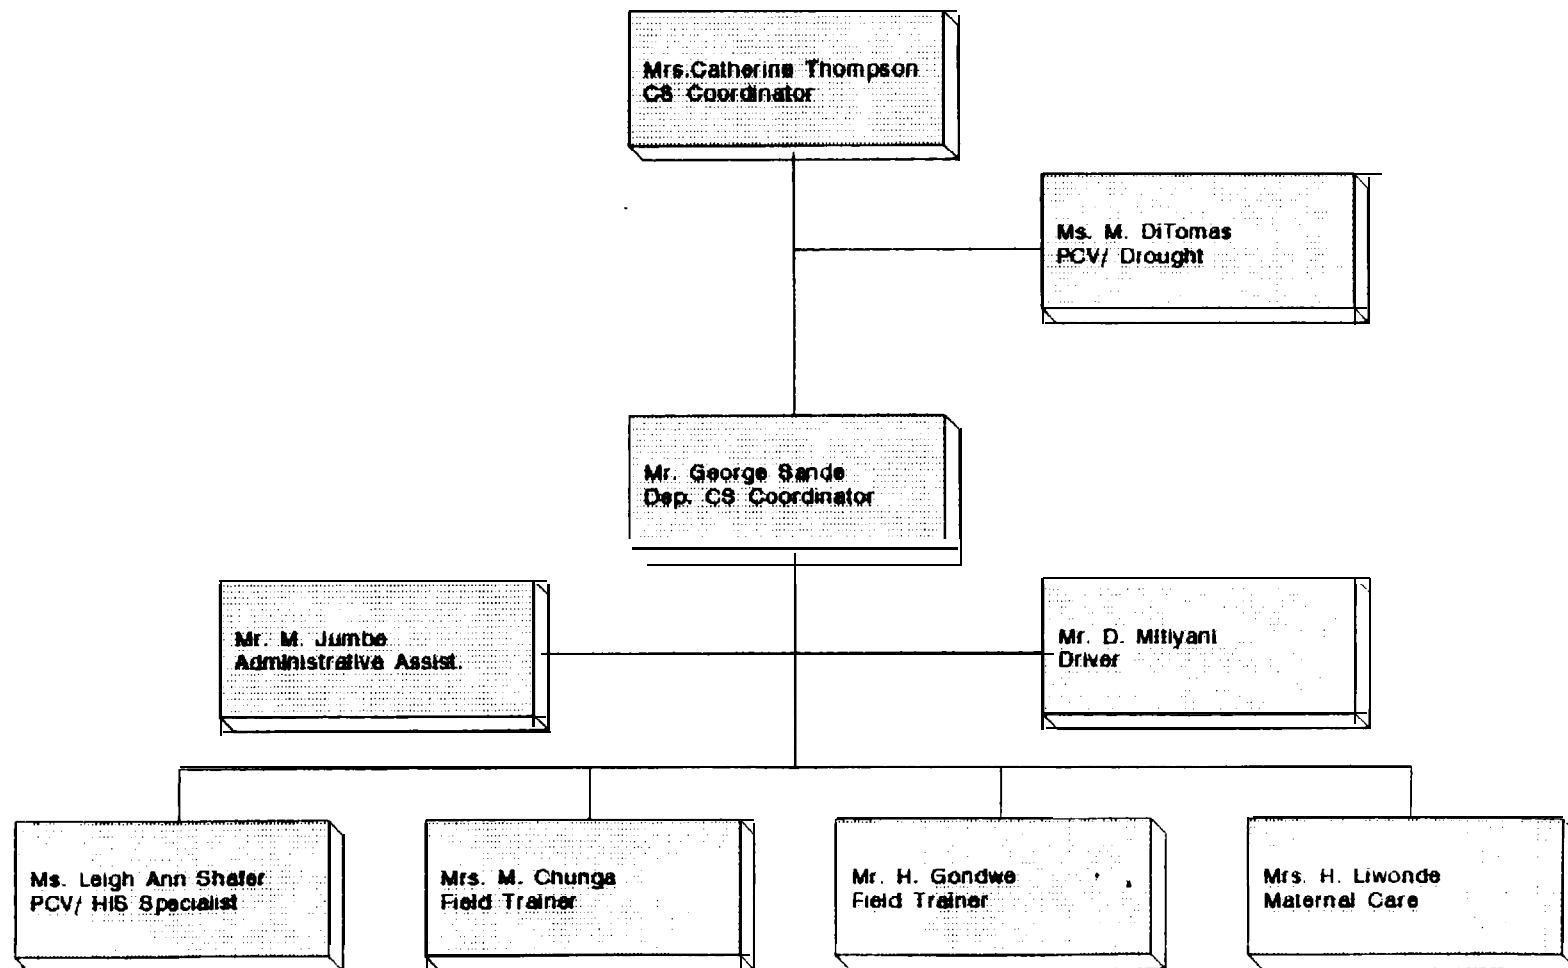 Mrs.Catherine Thompson
CS Coordinator
Ms. M. DiTomas
PCV/ Drought
Mr. George Sande
Dep. CS Coordinator
Mr. M. Jumbe
Administrative Assist.
Mr. D. Mitiyani
Driver
Ms. Leigh Ann Shafer
PCV/ HIS Specialist
Mrs. M. Chunga
Field Trainer
Mr. H. Gondwe
Field Trainer
Mrs. H. Liwonde
Maternal Care